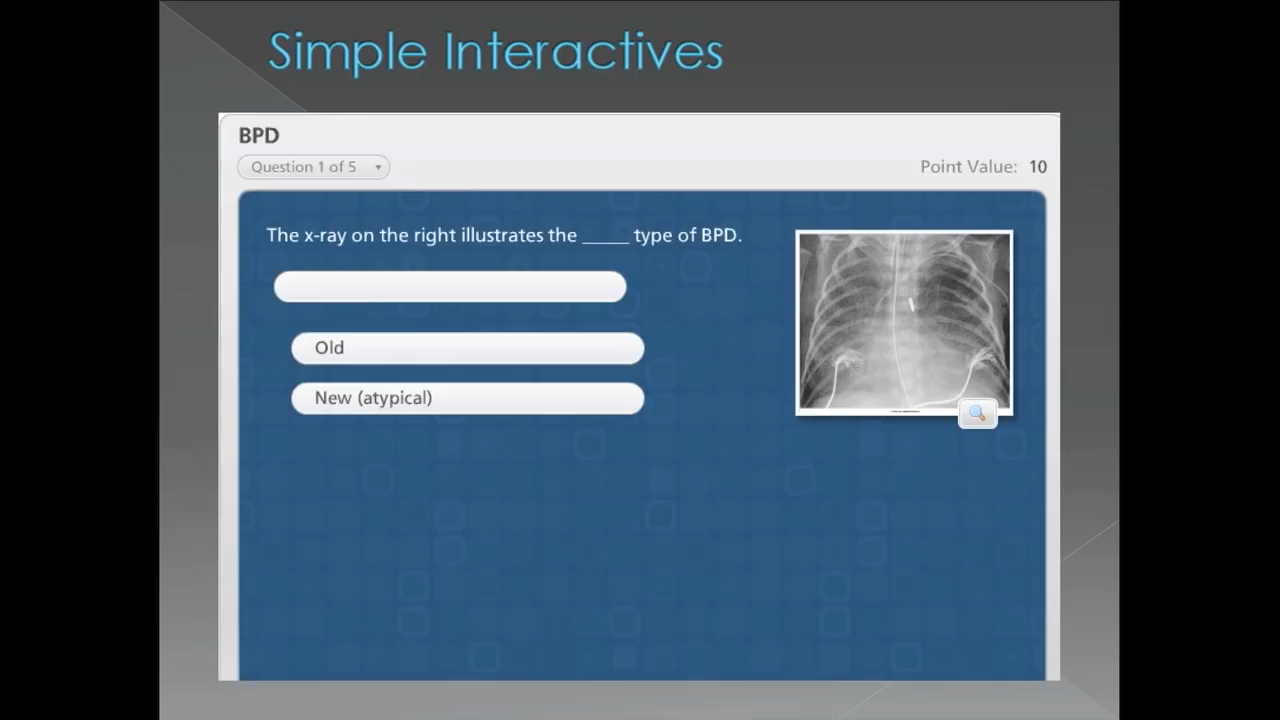 Simple Interactives
BPD
Question 1 of 5
Point Value: 10
The x-ray on the right illustrates the _____ type of BPD.
Old
New (atypical)